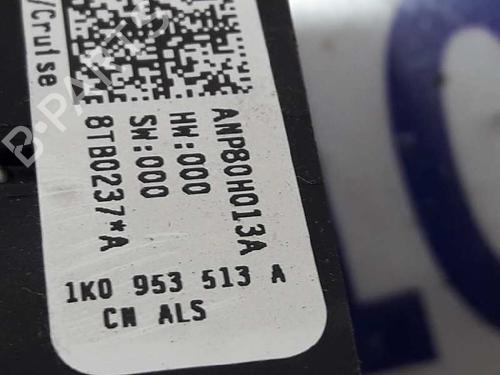 /Cruise
ANP80H013A
HW:000
SW:000
8TB0237*A
1K0 953 513 A
CN ALS
B-PARTS